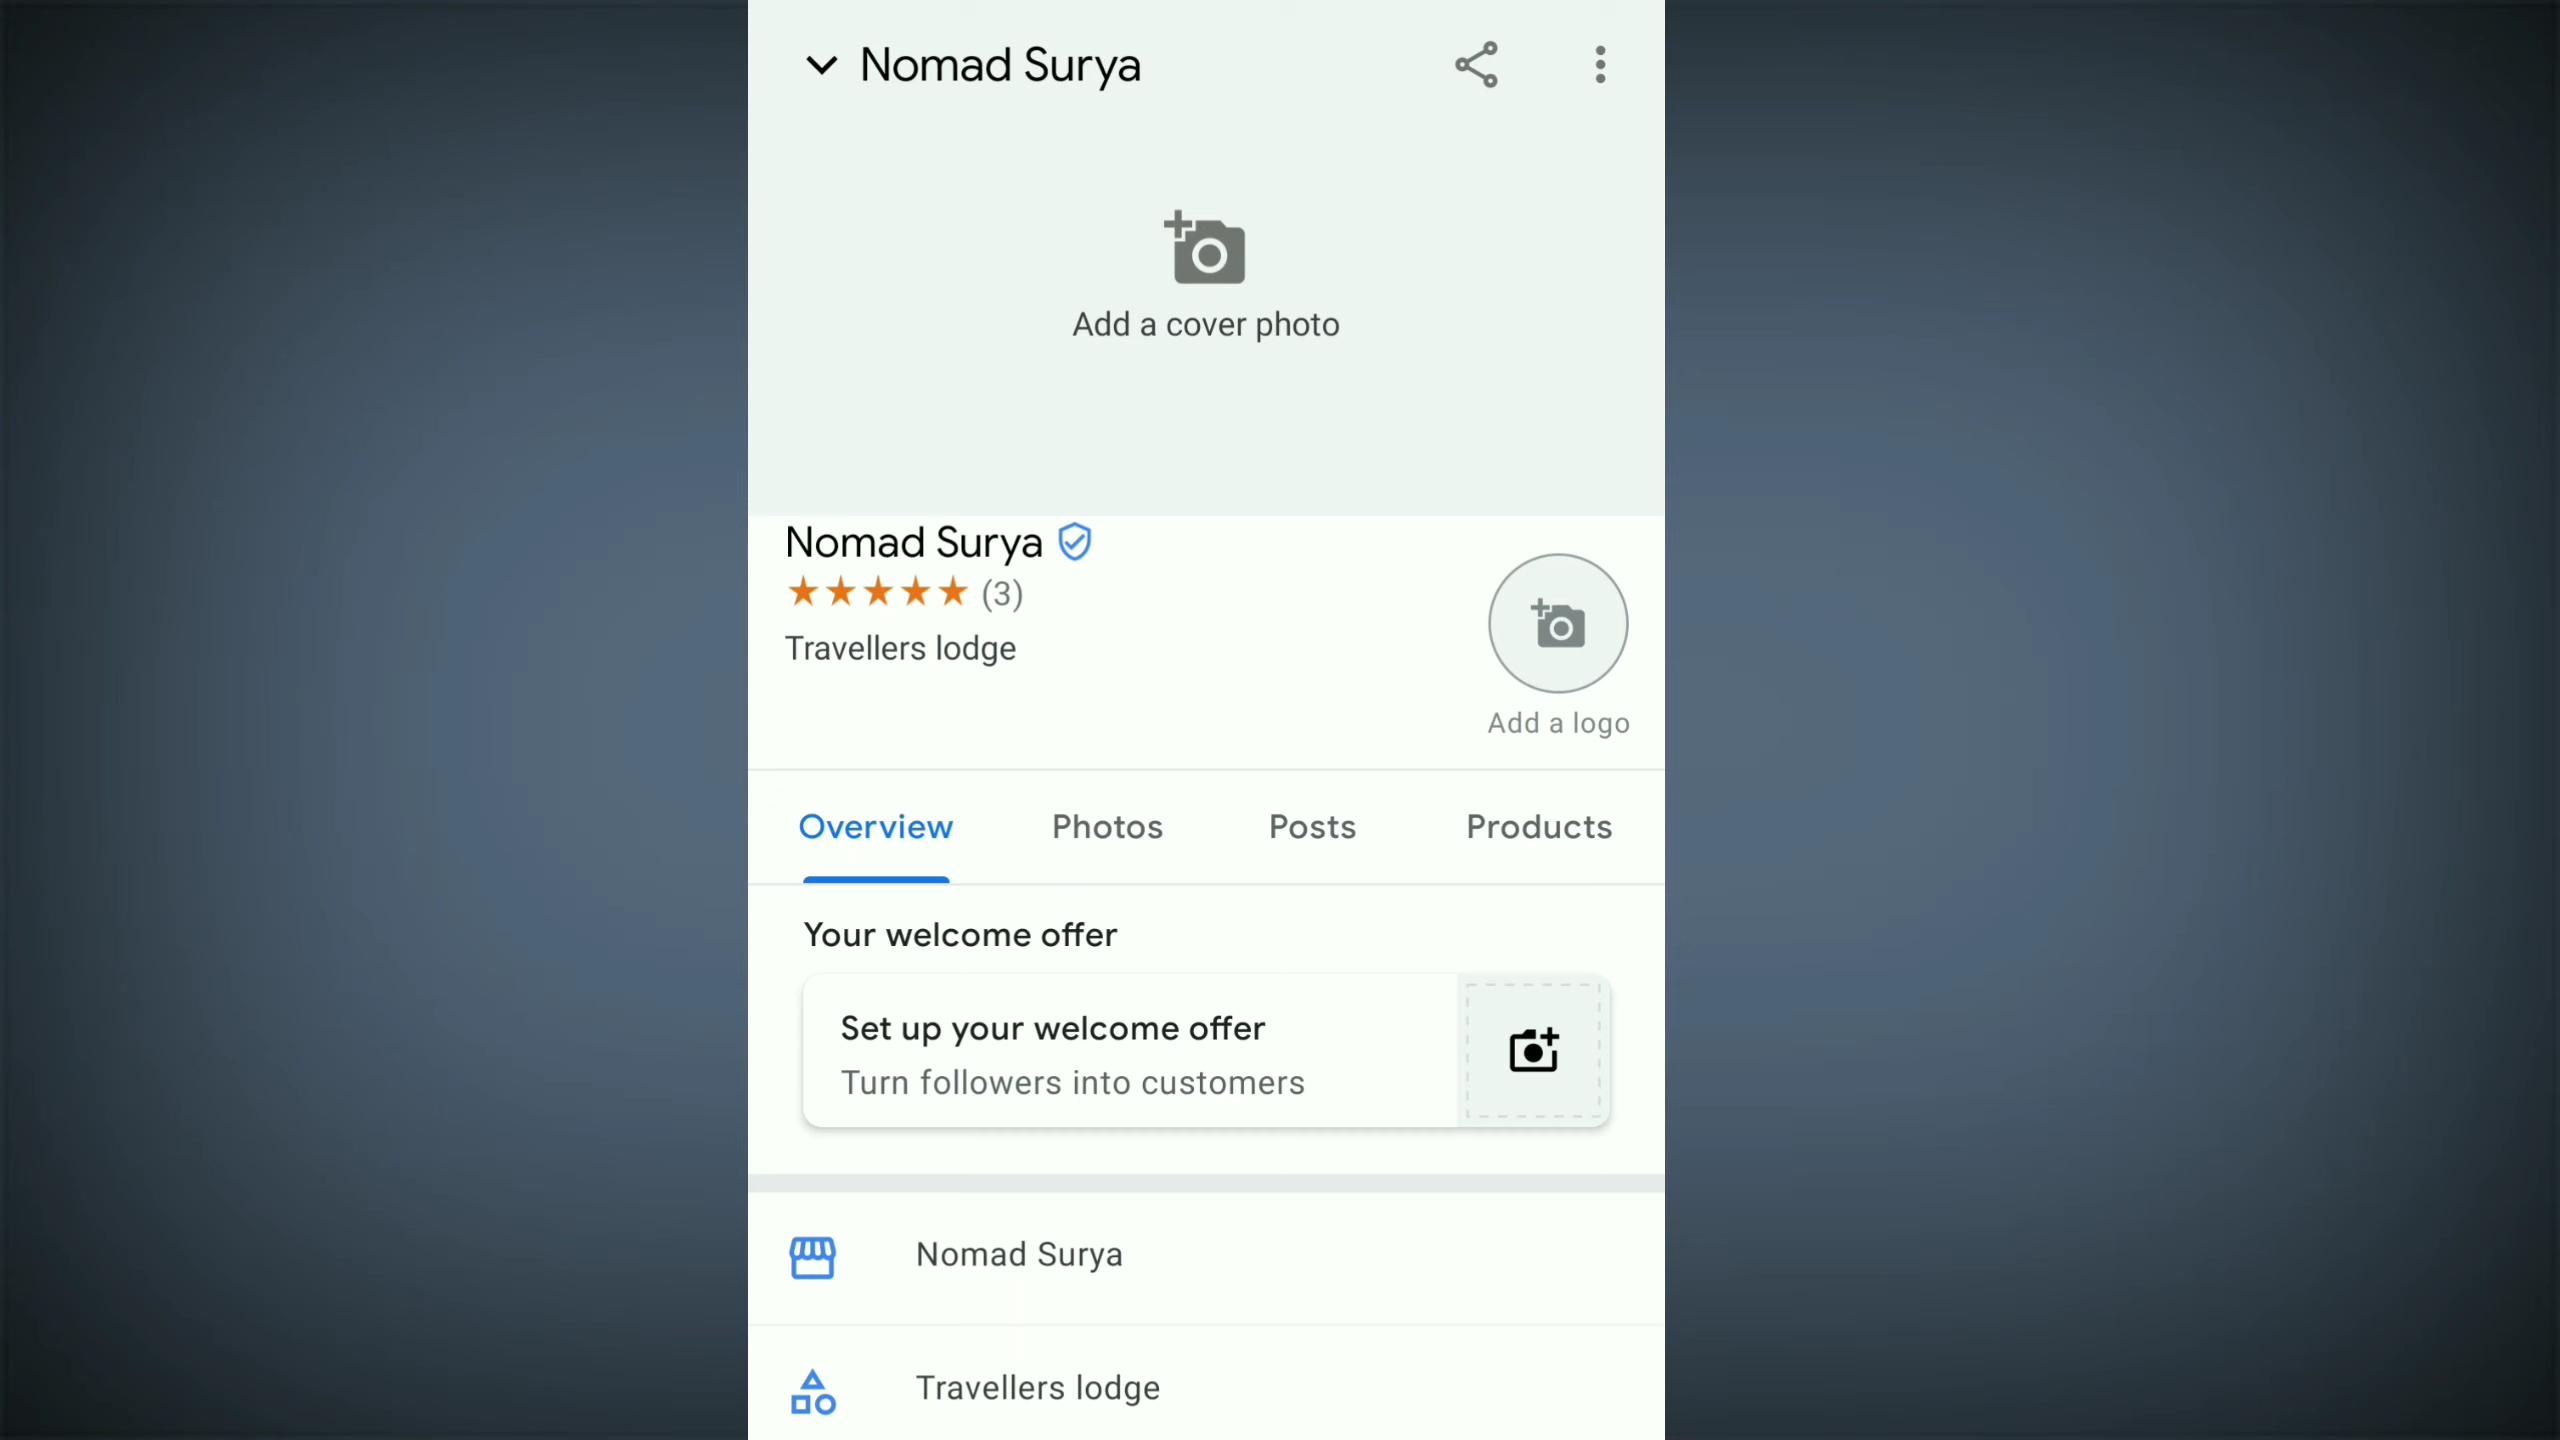 Nomad Surya
Add a cover photo
Nomad Surya
(3)
Travellers lodge
Add a logo
Overview Photos Posts Products
Your welcome offer
Set up your welcome offer
Turn followers into customers
Nomad Surya
Travellers lodge